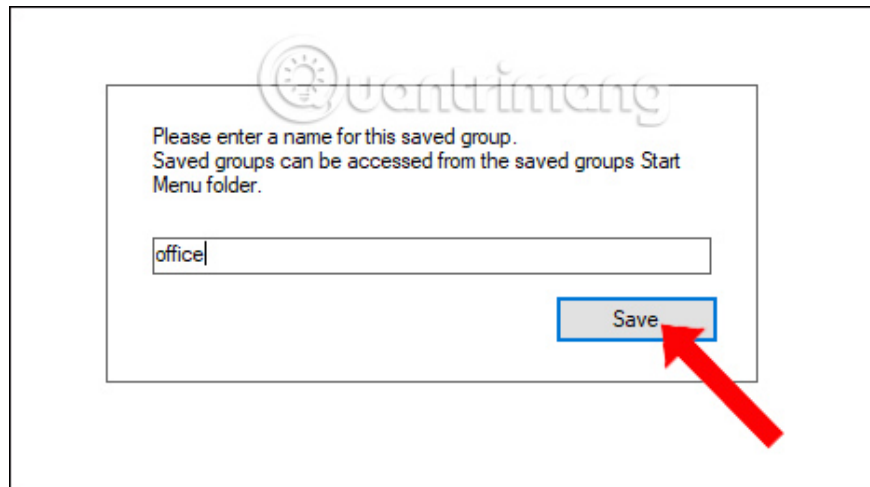 Quantrimang
Please enter a name for this saved group.
Saved groups can be accessed from the saved groups Start
Menu folder.
office
Save